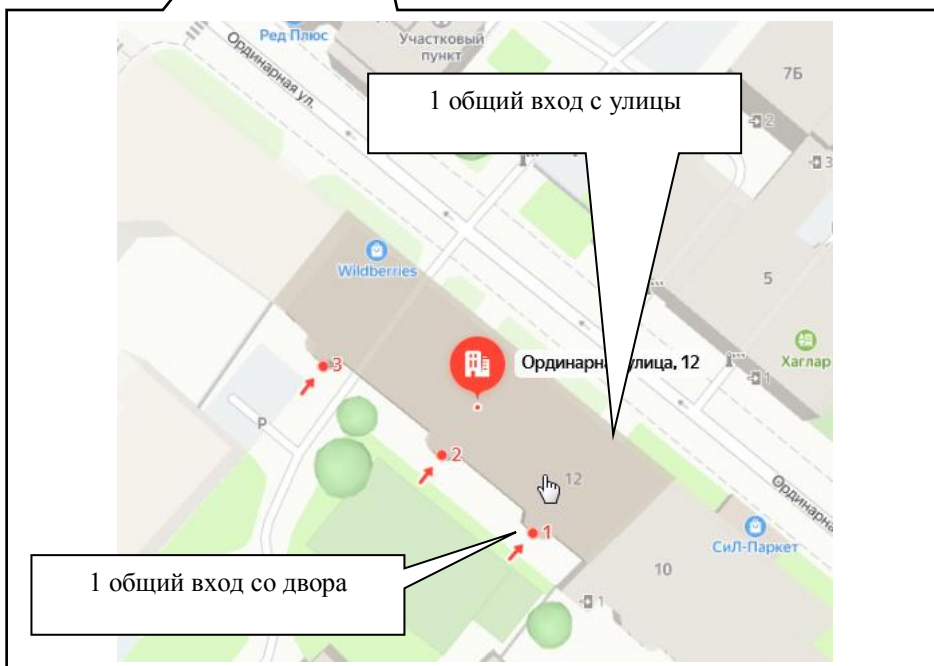 Ред Плюс
Участковый
пункт
Ординарная ул.
7Б
1 общий вход с улицы
2
3
Wildberries
5
Хаглар
Ординарн улица, 12
1
3
P
2
12
1
Ординарна
СиЛ-Паркет
10
1 общий вход со двора
1